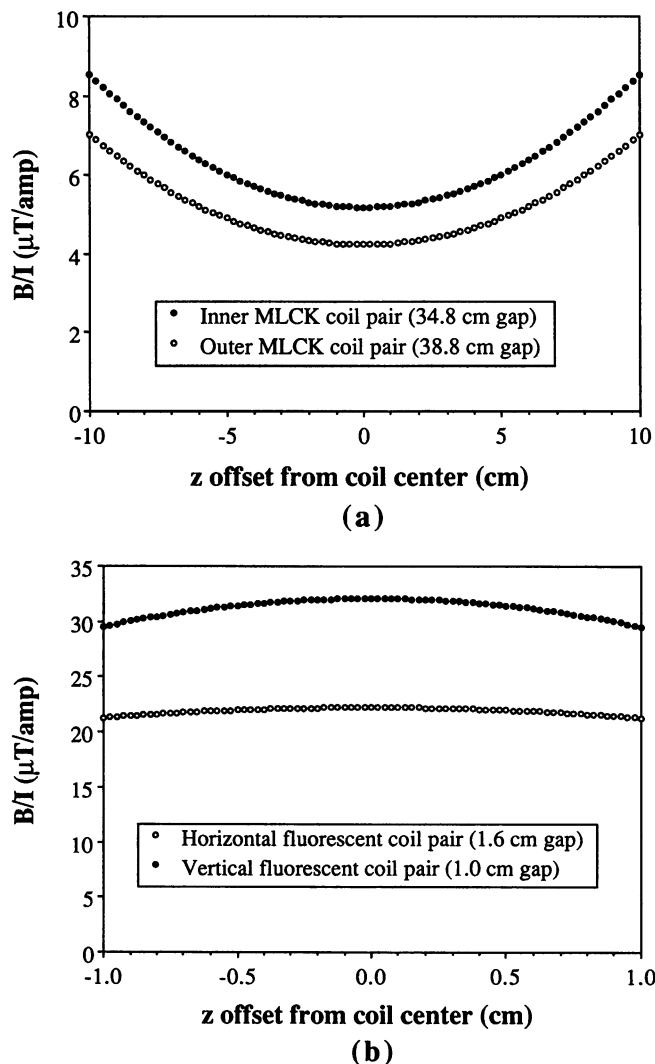 10
8
6
4
2
0
B/I (μT/amp)
Inner MLCK coil pair (34.8 cm gap)
Outer MLCK coil pair (38.8 cm gap)
-10
-5
0
5
10
z offset from coil center (cm)
(a)
35
30
25
20
15
10
5
0
B/I (μT/amp)
Horizontal fluorescent coil pair (1.6 cm gap)
Vertical fluorescent coil pair (1.0 cm gap)
-1.0
-0.5
0.0
0.5
1.0
z offset from coil center (cm)
(b)